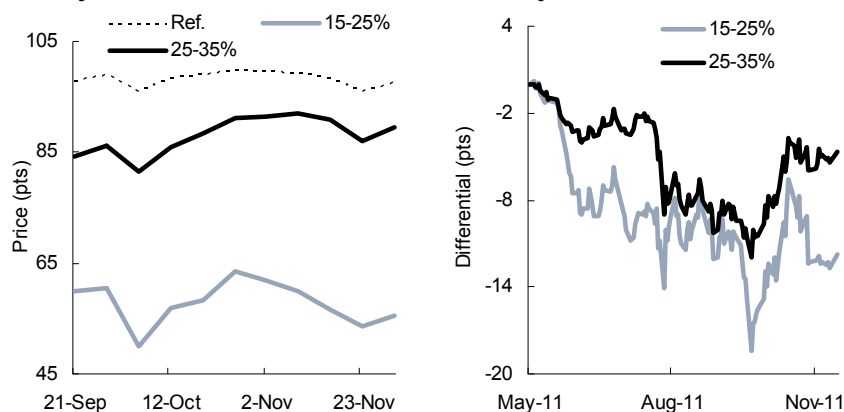 Ref.
15-25%
25-35%
Price (pts)
105
85
65
45
21-Sep
12-Oct
2-Nov
23-Nov
15-25%
25-35%
Differential (pts)
4
-2
-8
-14
-20
May-11
Aug-11
Nov-11